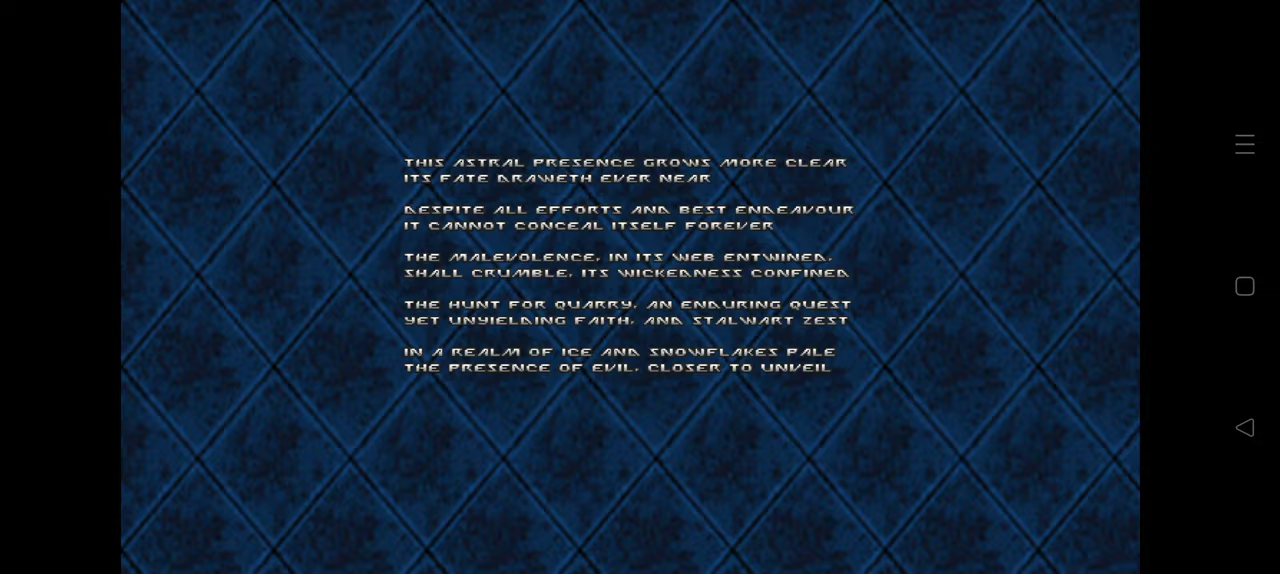 THIS ASTRAL PRESENCE GROWS MORE CLEAR
ITS FATE DRAWETH EVER NEAR
DESPITE ALL EFFORTS AND BEST ENDEAVOUR
IT CANNOT CONCEAL ITSELF FOREVER
THE MALEVOLENCE, IN ITS WEB ENTWINED,
SHALL CRUMBLE, ITS WICKEDNESS CONFINED
THE HUNT FOR QUARRY, AN ENDURING QUEST
YET UNYIELDING FAITH, AND STALWART ZEST
IN A REALM OF ICE AND SNOWFLAKES PALE
THE PRESENCE OF EVIL, CLOSER TO UNVEIL